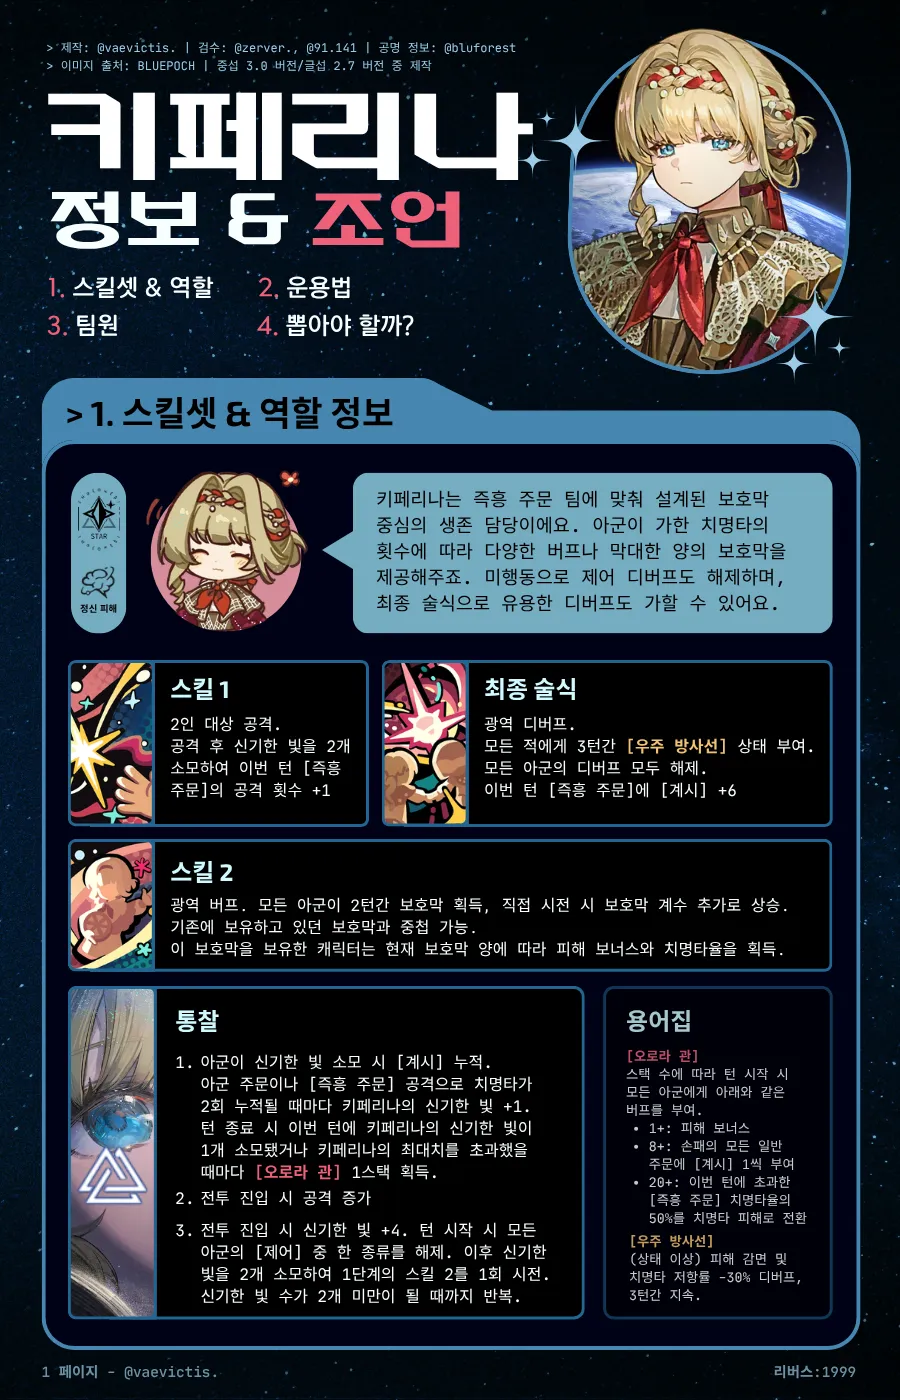 > 제작: @vaevictis. | 검수: @zerver., @91.141 | 공명 정보: @bluforest
> 이미지 출처: BLUEPOCH | 중섭 3.0 버전/글섭 2.7 버전 중 제작
키페리나
정보 & 조언
1. 스킬셋 & 역할 2. 운용법
3. 팀원 4. 뽑아야 할까?
> 1. 스킬셋 & 역할 정보
STAR
정신 피해
키페리나는 즉흥 주문 팀에 맞춰 설계된 보호막
중심의 생존 담당이에요. 아군이 가한 치명타의
횟수에 따라 다양한 버프나 막대한 양의 보호막을
제공해주죠. 미행동으로 제어 디버프도 해제하며,
최종 술식으로 유용한 디버프도 가할 수 있어요.
스킬 1
2인 대상 공격.
공격 후 신기한 빛을 2개
소모하여 이번 턴 [즉흥
주문]의 공격 횟수 +1
최종 술식
광역 디버프.
모든 적에게 3턴간 [우주 방사선] 상태 부여.
모든 아군의 디버프 모두 해제.
이번 턴 [즉흥 주문]에 [계시] +6
스킬 2
광역 버프. 모든 아군이 2턴간 보호막 획득, 직접 시전 시 보호막 계수 추가로 상승.
기존에 보유하고 있던 보호막과 중첩 가능.
이 보호막을 보유한 캐릭터는 현재 보호막 양에 따라 피해 보너스와 치명타율을 획득.
통찰
1. 아군이 신기한 빛 소모 시 [계시] 누적.
아군 주문이나 [즉흥 주문] 공격으로 치명타가
2회 누적될 때마다 키페리나의 신기한 빛 +1.
턴 종료 시 이번 턴에 키페리나의 신기한 빛이
1개 소모됐거나 키페리나의 최대치를 초과했을
때마다 [오로라 관] 1스택 획득.
2. 전투 진입 시 공격 증가
3. 전투 진입 시 신기한 빛 +4. 턴 시작 시 모든
아군의 [제어] 중 한 종류를 해제. 이후 신기한
빛을 2개 소모하여 1단계의 스킬 2를 1회 시전.
신기한 빛 수가 2개 미만이 될 때까지 반복.
용어집
[오로라 관]
스택 수에 따라 턴 시작 시
모든 아군에게 아래와 같은
버프를 부여.
• 1+: 피해 보너스
• 8+: 손패의 모든 일반
주문에 [계시] 1씩 부여
• 20+: 이번 턴에 초과한
[즉흥 주문] 치명타율의
50%를 치명타 피해로 전환
[우주 방사선]
(상태 이상) 피해 감면 및
치명타 저항률 -30% 디버프,
3턴간 지속.
1 페이지 - @vaevictis.
리버스:1999